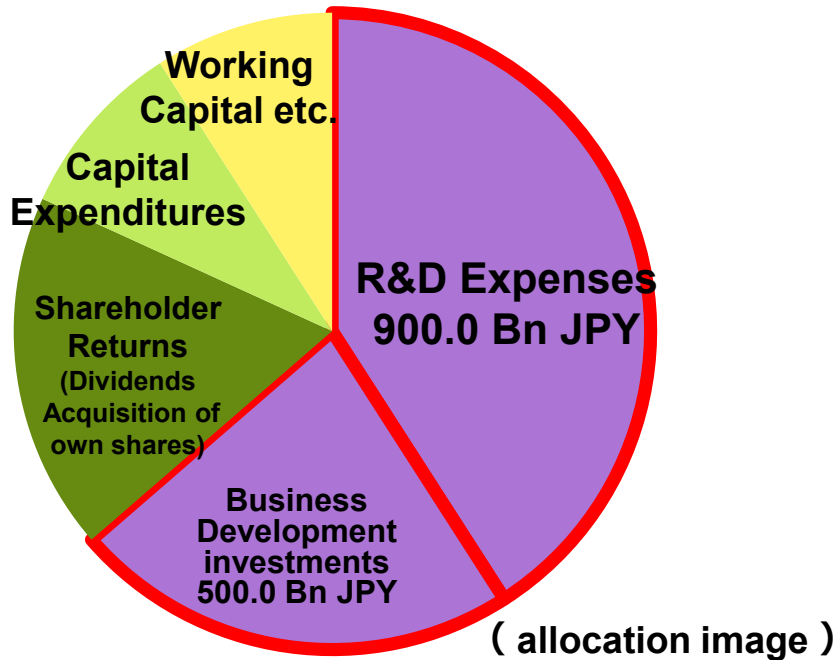 Working
Capital etc.
Capital
Expenditures
R&D Expenses
900.0 Bn JPY
Shareholder
Returns
(Dividends
Acquisition of
own shares)
Business
Development
investments
500.0 Bn JPY
( allocation image )